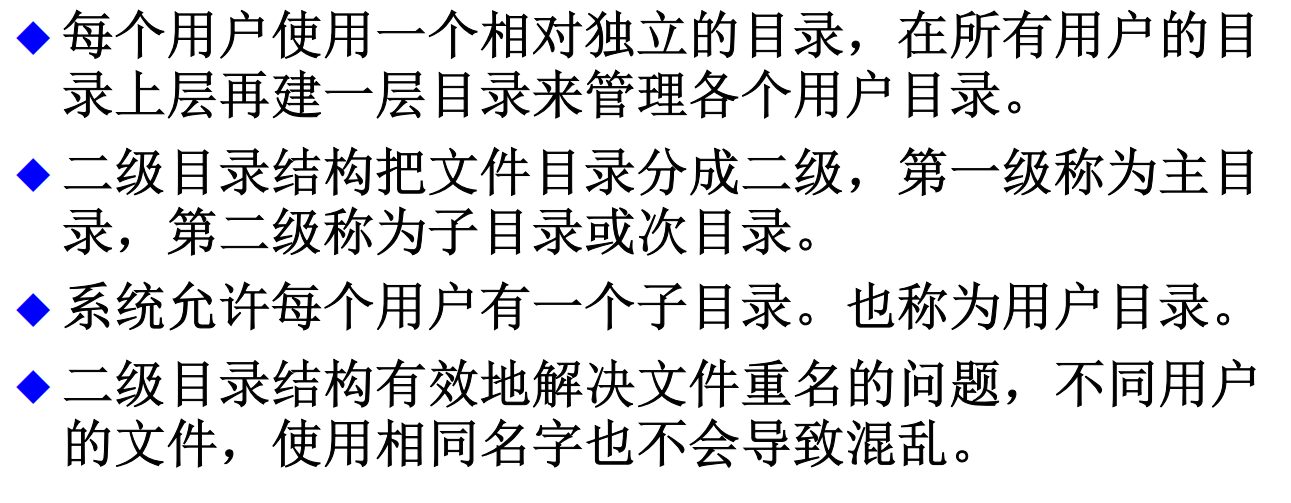 ◆每个用户使用一个相对独立的目录，在所有用户的目
录上层再建一层目录来管理各个用户目录。
◆二级目录结构把文件目录分成二级，第一级称为主目
录，第二级称为子目录或次目录。
◆系统允许每个用户有一个子目录。也称为用户目录。
◆二级目录结构有效地解决文件重名的问题，不同用户
的文件，使用相同名字也不会导致混乱。